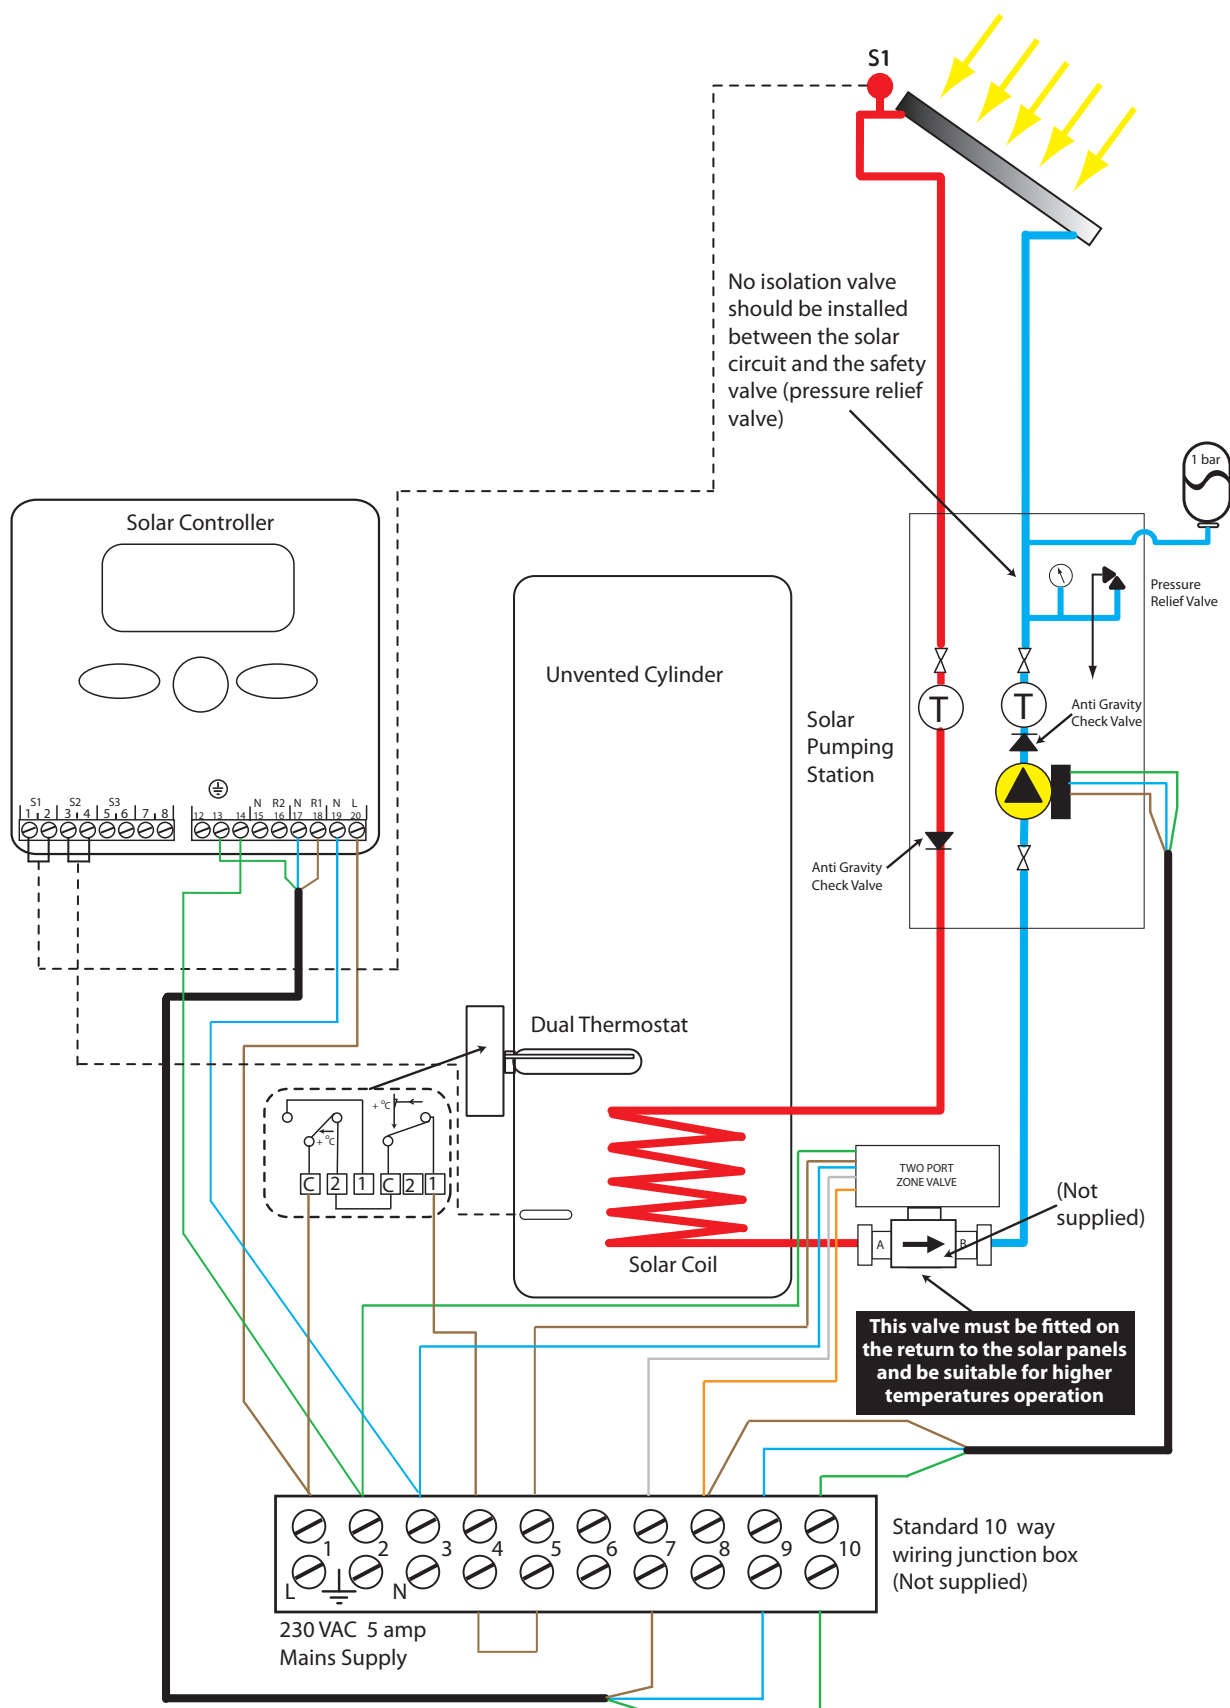 S1
No isolation valve
should be installed
between the solar
circuit and the safety
valve (pressure relief
valve)
1 bar
Solar Controller
Pressure
Relief Valve
Unvented Cylinder
Solar
Pumping
Station
T
T
Anti Gravity
Check Valve
S1 S2 S3
1 2 3 4 5 6 7 8
N R2 N R1 N L
12 13 14 15 16 17 18 19 20
Anti Gravity
Check Valve
Dual Thermostat
+ °C
+ °C
C 2 1 C 2 1
TWO PORT
ZONE VALVE
(Not
supplied)
A
B
Solar Coil
This valve must be fitted on
the return to the solar panels
and be suitable for higher
temperatures operation
1 2 3 4 5 6 7 8 9 10
L N
Standard 10 way
wiring junction box
(Not supplied)
230 VAC 5 amp
Mains Supply